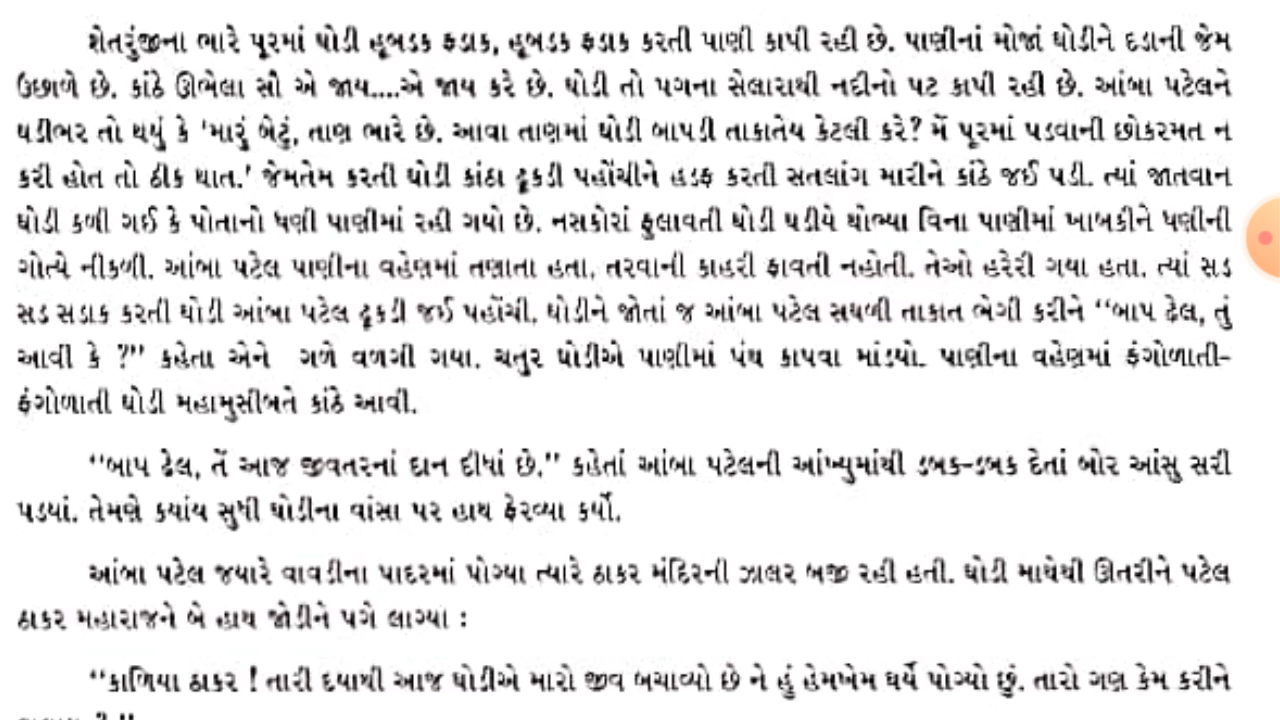 શેતરુંજીના ભારે પૂરમાં ઘોડી હૂબડક ફડાક, હૂબડક ફડાક કરતી પાણી કાપી રહી છે. પાણીનાં મોજાં ઘોડીને દડાની જેમ
ઉછાળે છે. કાંઠે ઊભેલા સૌ એ જાય....એ જાય કરે છે. ઘોડી તો પગના સેલારાથી નદીનો પટ કાપી રહી છે. આંબા પટેલને
ઘડીભર તો થયું કે 'મારું બેટું, તાણ ભારે છે. આવા તાણમાં ઘોડી બાપડી તાકાતેય કેટલી કરે? મેં પૂરમાં પડવાની છોકરમત ન
કરી હોત તો ઠીક થાત.' જેમતેમ કરતી ઘોડી કાંઠા ઢૂકડી પહોંચીને હડફ કરતી સતલાંગ મારીને કાંઠે જઈ પડી. ત્યાં જાતવાન
ઘોડી કળી ગઈ કે પોતાનો ધણી પાણીમાં રહી ગયો છે. નસકોરાં ફુલાવતી ઘોડી ઘડીયે થોભ્યા વિના પાણીમાં ખાબકીને ધણીની
ગોત્યે નીકળી. આંબા પટેલ પાણીના વહેણમાં તણાતા હતા. તરવાની કાહરી ફાવતી નહોતી. તેઓ હરેરી ગયા હતા. ત્યાં સડ
સડ સડાક કરતી ઘોડી આંબા પટેલ ઢૂકડી જઈ પહોંચી. ઘોડીને જોતાં જ આંબા પટેલ સઘળી તાકાત ભેગી કરીને "બાપ ઢેલ, તું
આવી કે ?" કહેતા એને ગળે વળગી ગયા. ચતુર ઘોડીએ પાણીમાં પંથ કાપવા માંડયો. પાણીના વહેણમાં ફંગોળાતી-
ફંગોળાતી ઘોડી મહામુસીબતે કાંઠે આવી.
"બાપ ઢેલ, તેં આજ જીવતરનાં દાન દીધાં છે." કહેતાં આંબા પટેલની આંખ્યુમાંથી ડબક-ડબક દેતાં બોર આંસુ સરી
પડયાં. તેમણે કયાંય સુધી ઘોડીના વાંસા પર હાથ ફેરવ્યા કર્યો.
આંબા પટેલ જયારે વાવડીના પાદરમાં પોગ્યા ત્યારે ઠાકર મંદિરની ઝાલર બજી રહી હતી. ઘોડી માથેથી ઊતરીને પટેલ
ઠાકર મહારાજને બે હાથ જોડીને પગે લાગ્યા :
"કાળિયા ઠાકર ! તારી દયાથી આજ ઘોડીએ મારો જીવ બચાવ્યો છે ને હું હેમખેમ ઘર્યે પોગ્યો છું. તારો ગણ કેમ કરીને